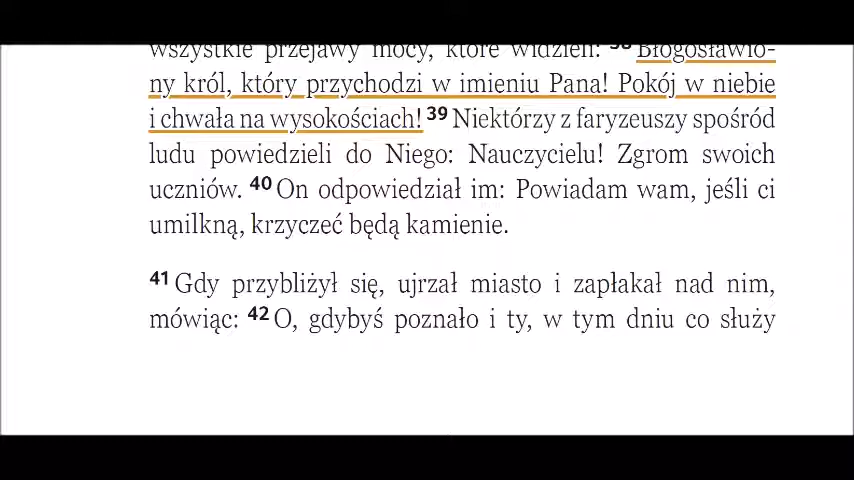 wszystkie przejawy mocy, które widzieli: 38 Błogosławio-
ny król, który przychodzi w imieniu Pana! Pokój w niebie
i chwała na wysokościach! 39 Niektórzy z faryzeuszy spośród
ludu powiedzieli do Niego: Nauczycielu! Zgrom swoich
uczniów. 40 On odpowiedział im: Powiadam wam, jeśli ci
umilkną, krzyczeć będą kamienie.
41 Gdy przybliżył się, ujrzał miasto i zapłakał nad nim,
mówiąc: 42 O, gdybyś poznało i ty, w tym dniu co służy